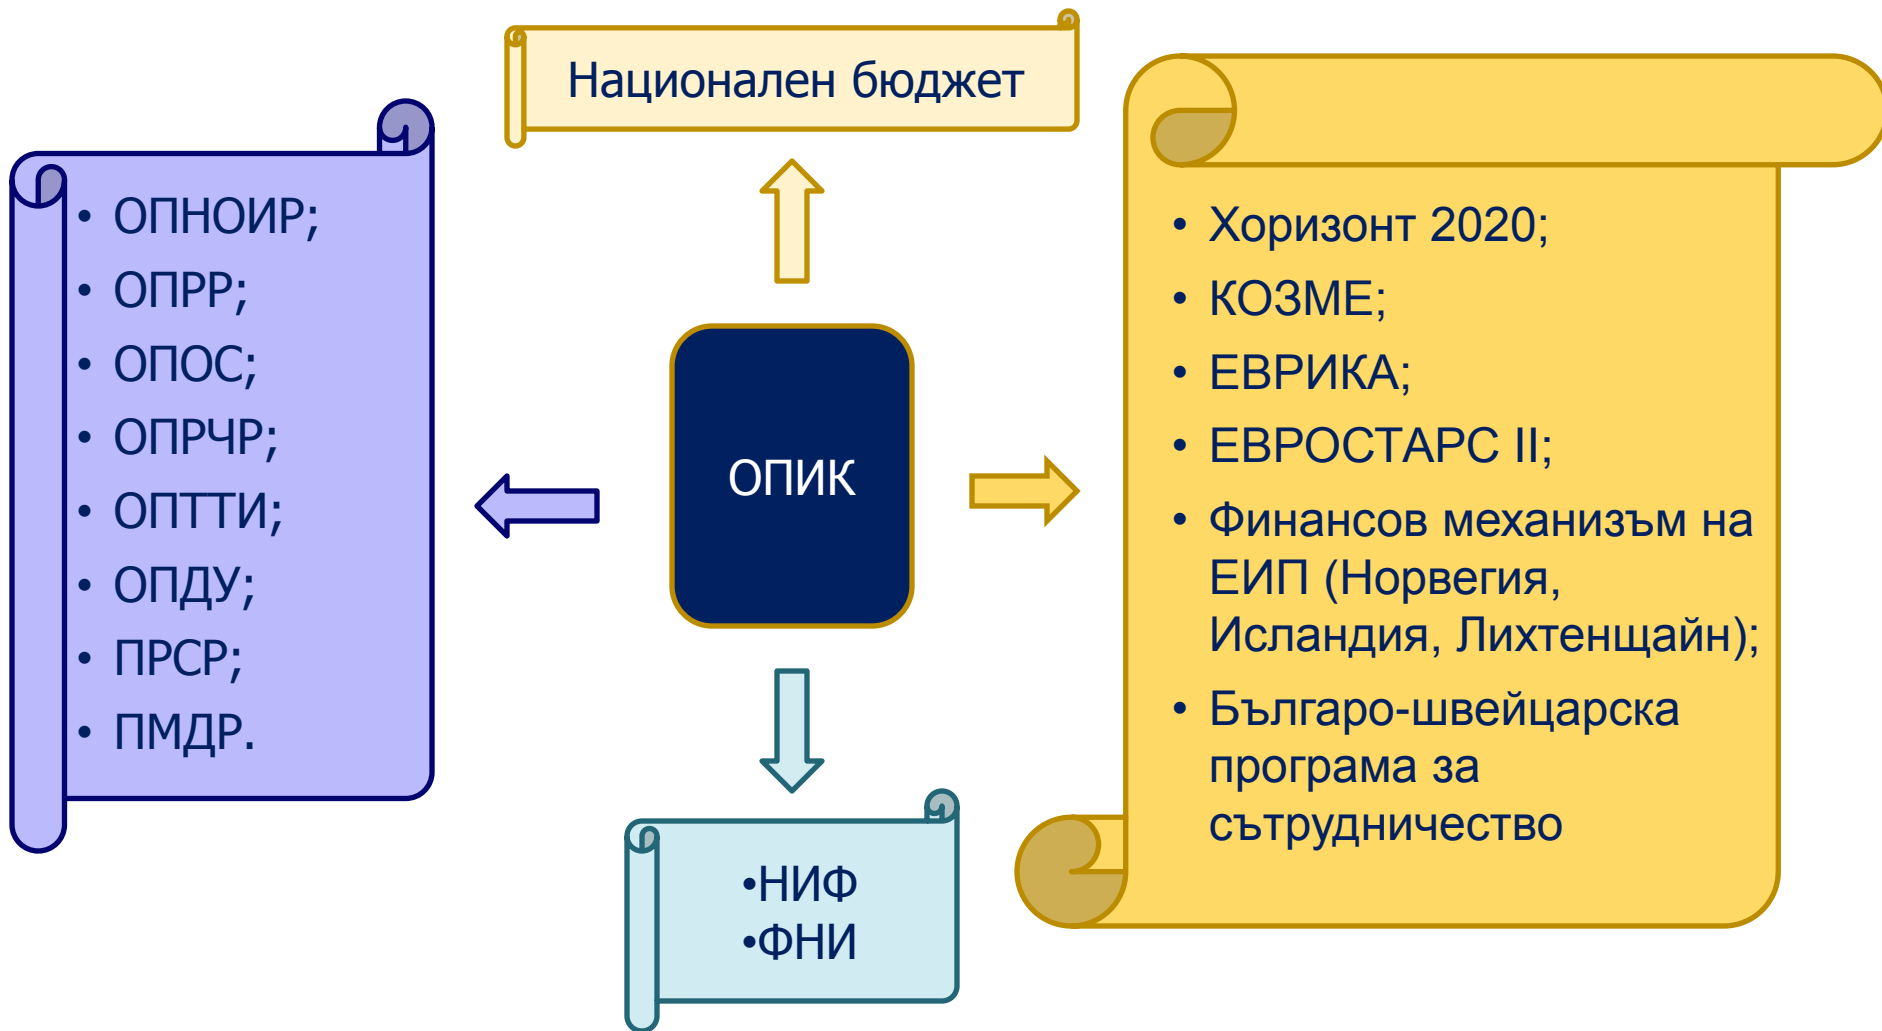 Национален бюджет
• ОПНОИР;
• ОПРР;
• ОПОС;
• ОПРЧР;
• ОПТТИ;
• ОПДУ;
• ПРСР;
• ПМДР.
ОПИК
• Хоризонт 2020;
• КОЗМЕ;
• ЕВРИКА;
• ЕВРОСТАРС II;
• Финансов механизъм на
ЕИП (Норвегия,
Исландия, Лихтенщайн);
• Българо-швейцарска
програма за
сътрудничество
•НИФ
•ФНИ